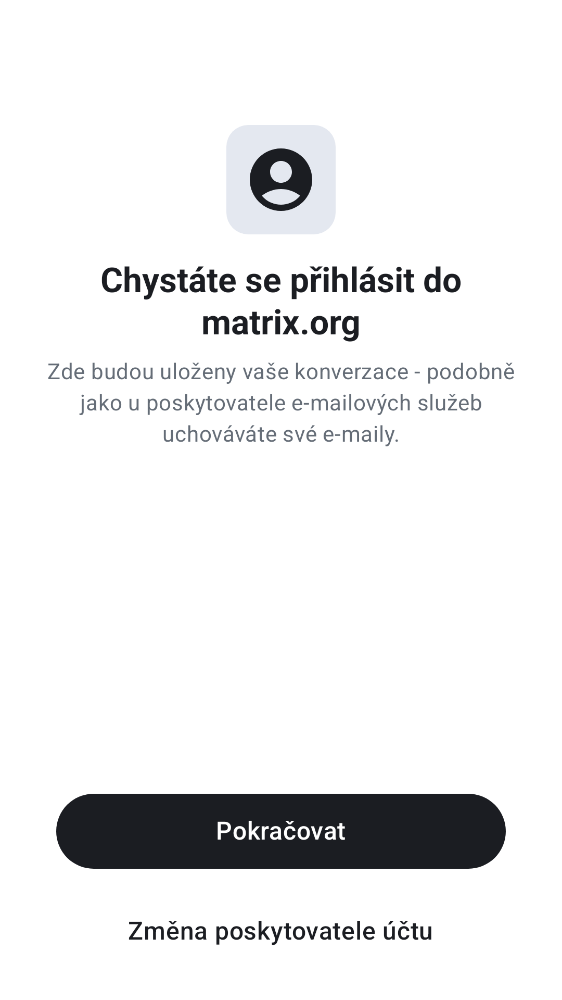 Chystáte se přihlásit do
matrix.org
Zde budou uloženy vaše konverzace - podobně
jako u poskytovatele e-mailových služeb
uchováváte své e-maily.
Pokračovat
Změna poskytovatele účtu